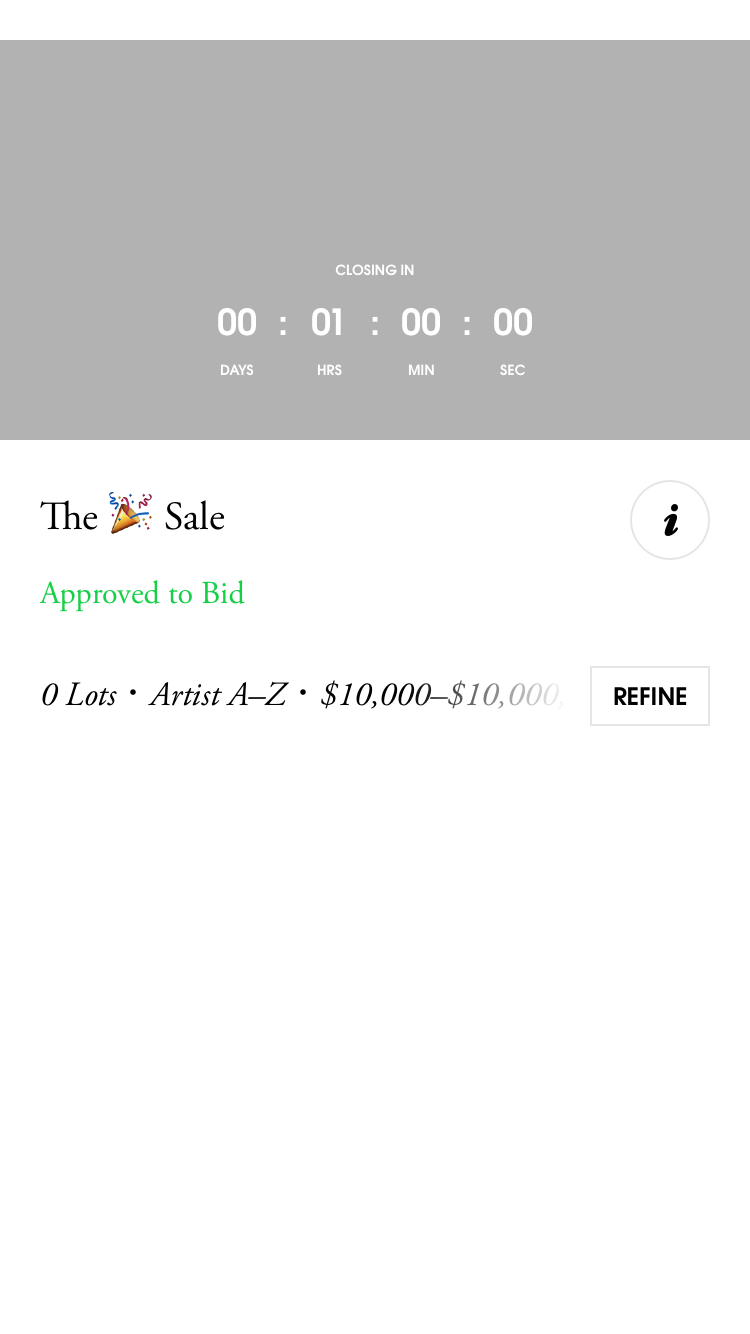 CLOSING IN
00 : 01 : 00 : 00
DAYS HRS MIN SEC
The 🎉 Sale
i
Approved to Bid
0 Lots • Artist A–Z • $10,000–$10,000,
REFINE